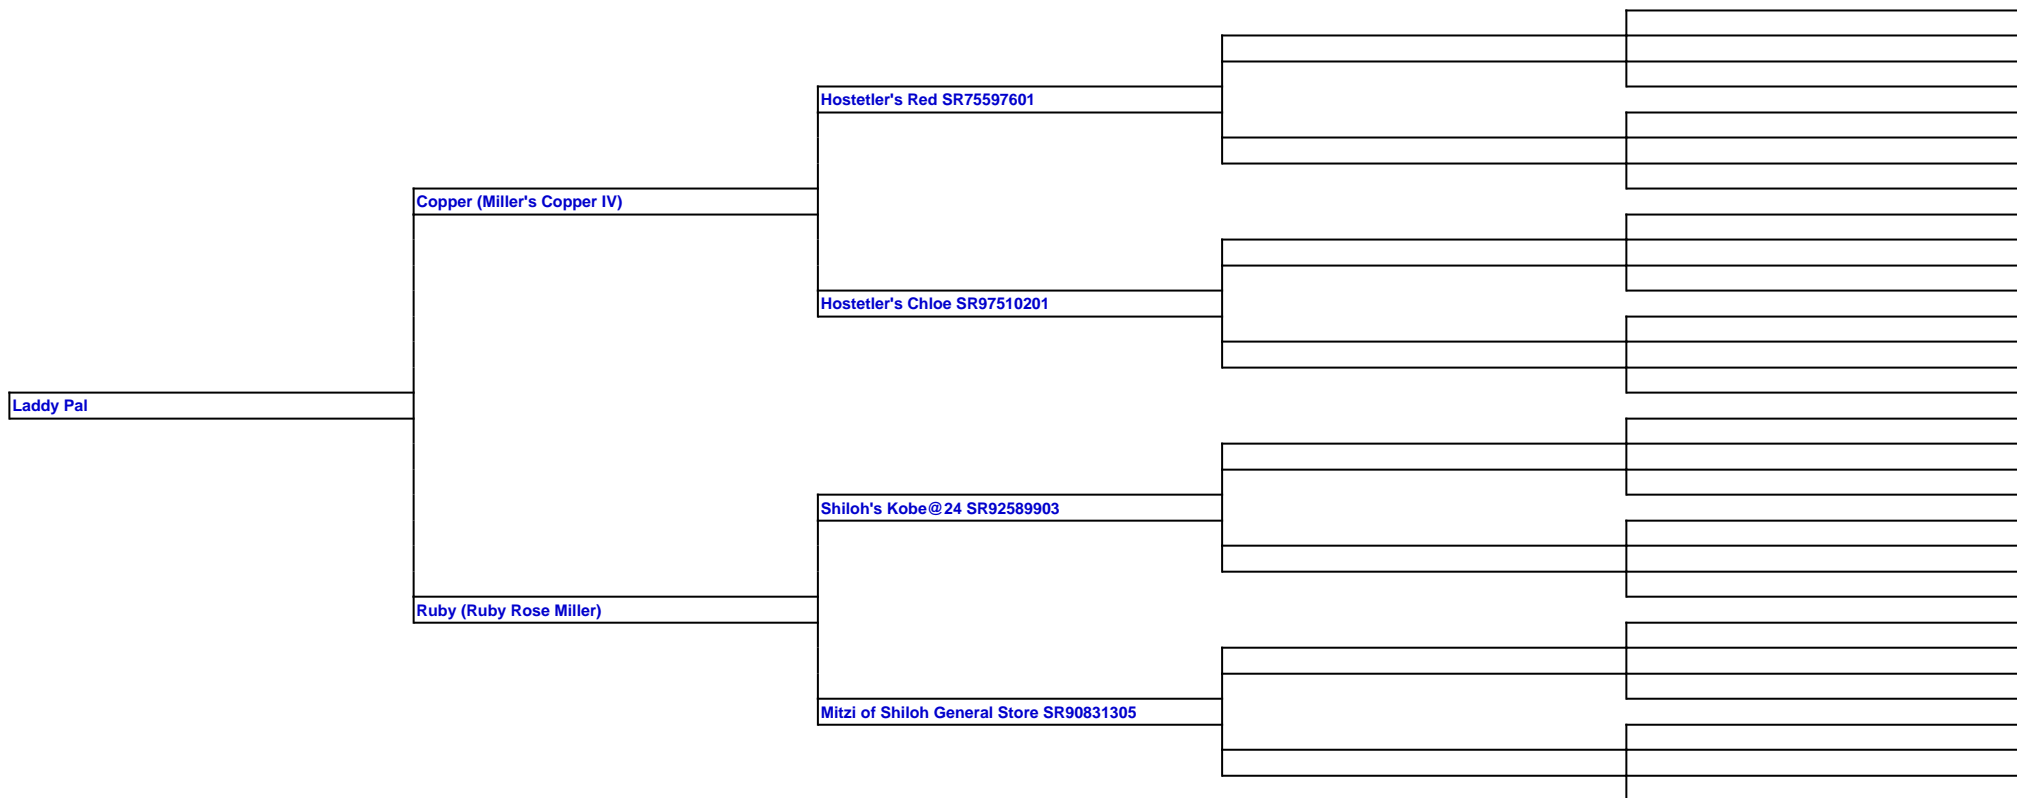 Hostetler's Red SR75597601
Copper (Miller's Copper IV)
Hostetler's Chloe SR97510201
Laddy Pal
Shiloh's Kobe@24 SR92589903
Ruby (Ruby Rose Miller)
Mitzi of Shiloh General Store SR90831305